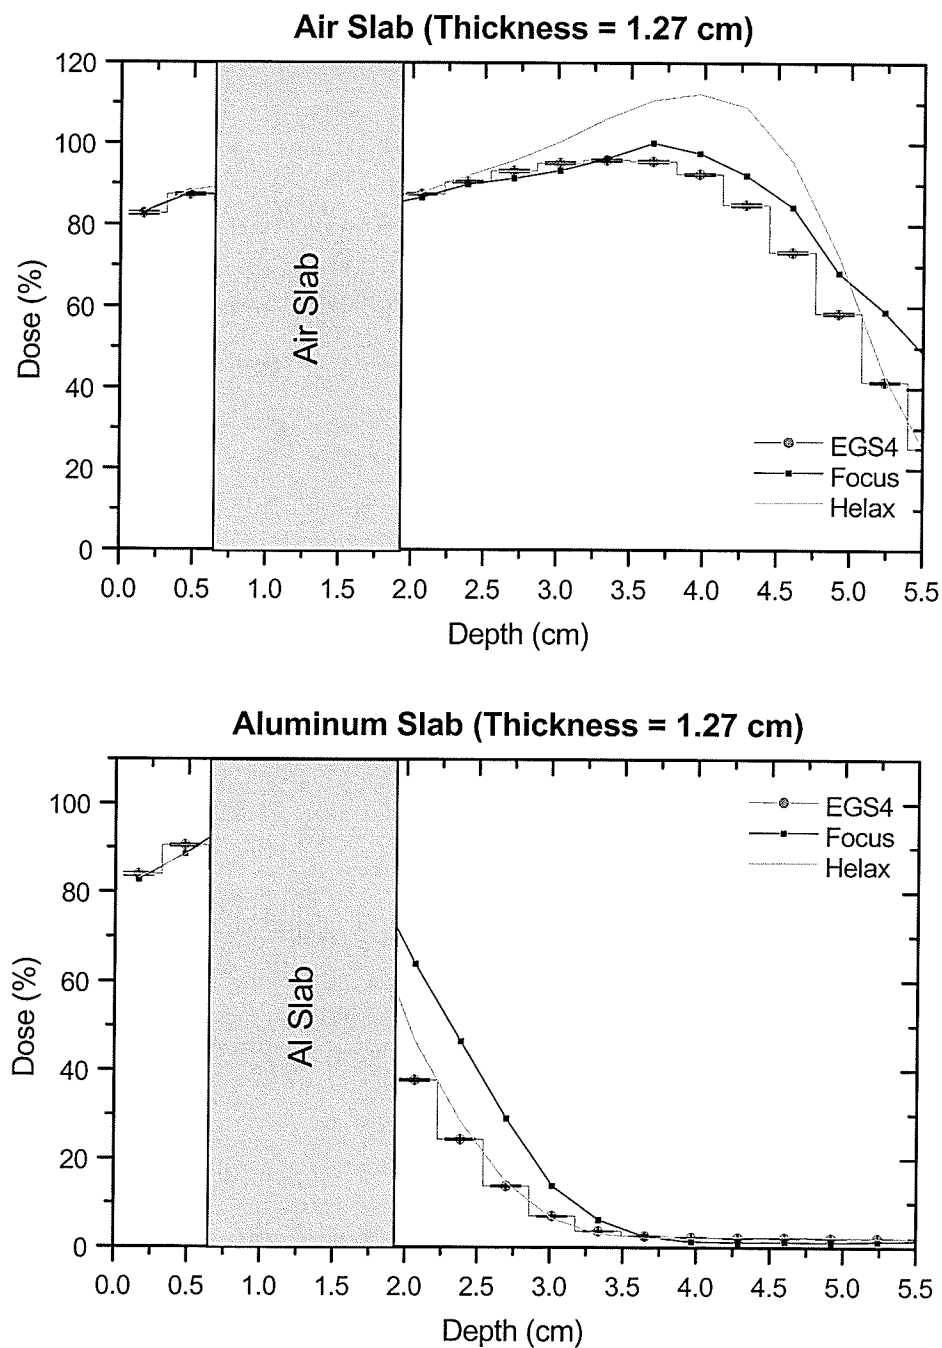 Air Slab (Thickness = 1.27 cm)
120
100
80
60
40
20
0
Dose (%)
Air Slab
EGS4
Focus
Helax
0.0 0.5 1.0 1.5 2.0 2.5 3.0 3.5 4.0 4.5 5.0 5.5
Depth (cm)
Aluminum Slab (Thickness = 1.27 cm)
100
80
60
40
20
0
Dose (%)
Al Slab
EGS4
Focus
Helax
0.0 0.5 1.0 1.5 2.0 2.5 3.0 3.5 4.0 4.5 5.0 5.5
Depth (cm)